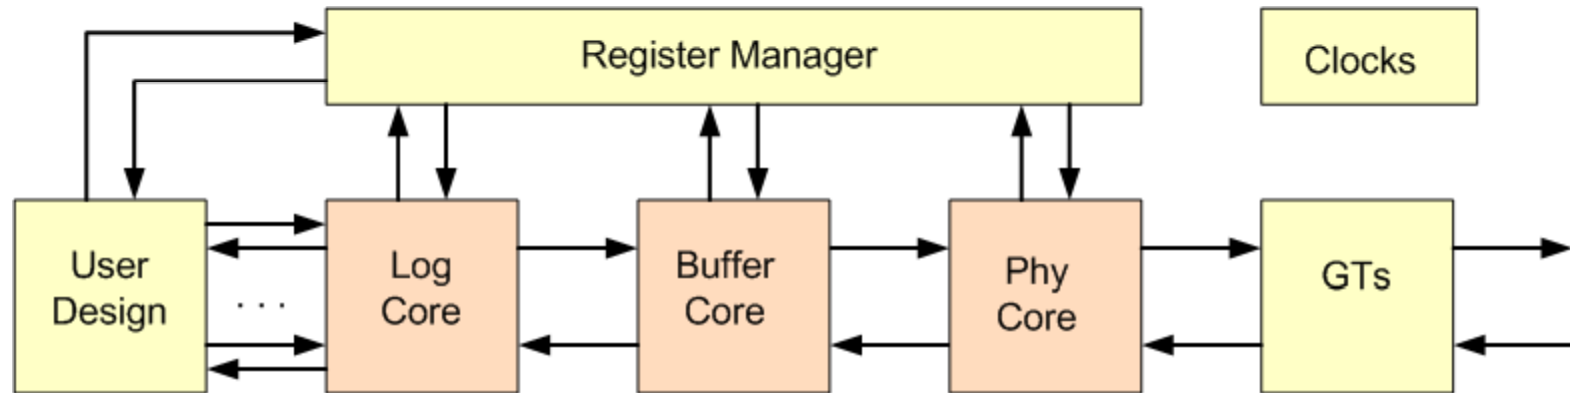 Register Manager
Clocks
User
Design
. . .
Log
Core
Buffer
Core
Phy
Core
GTs